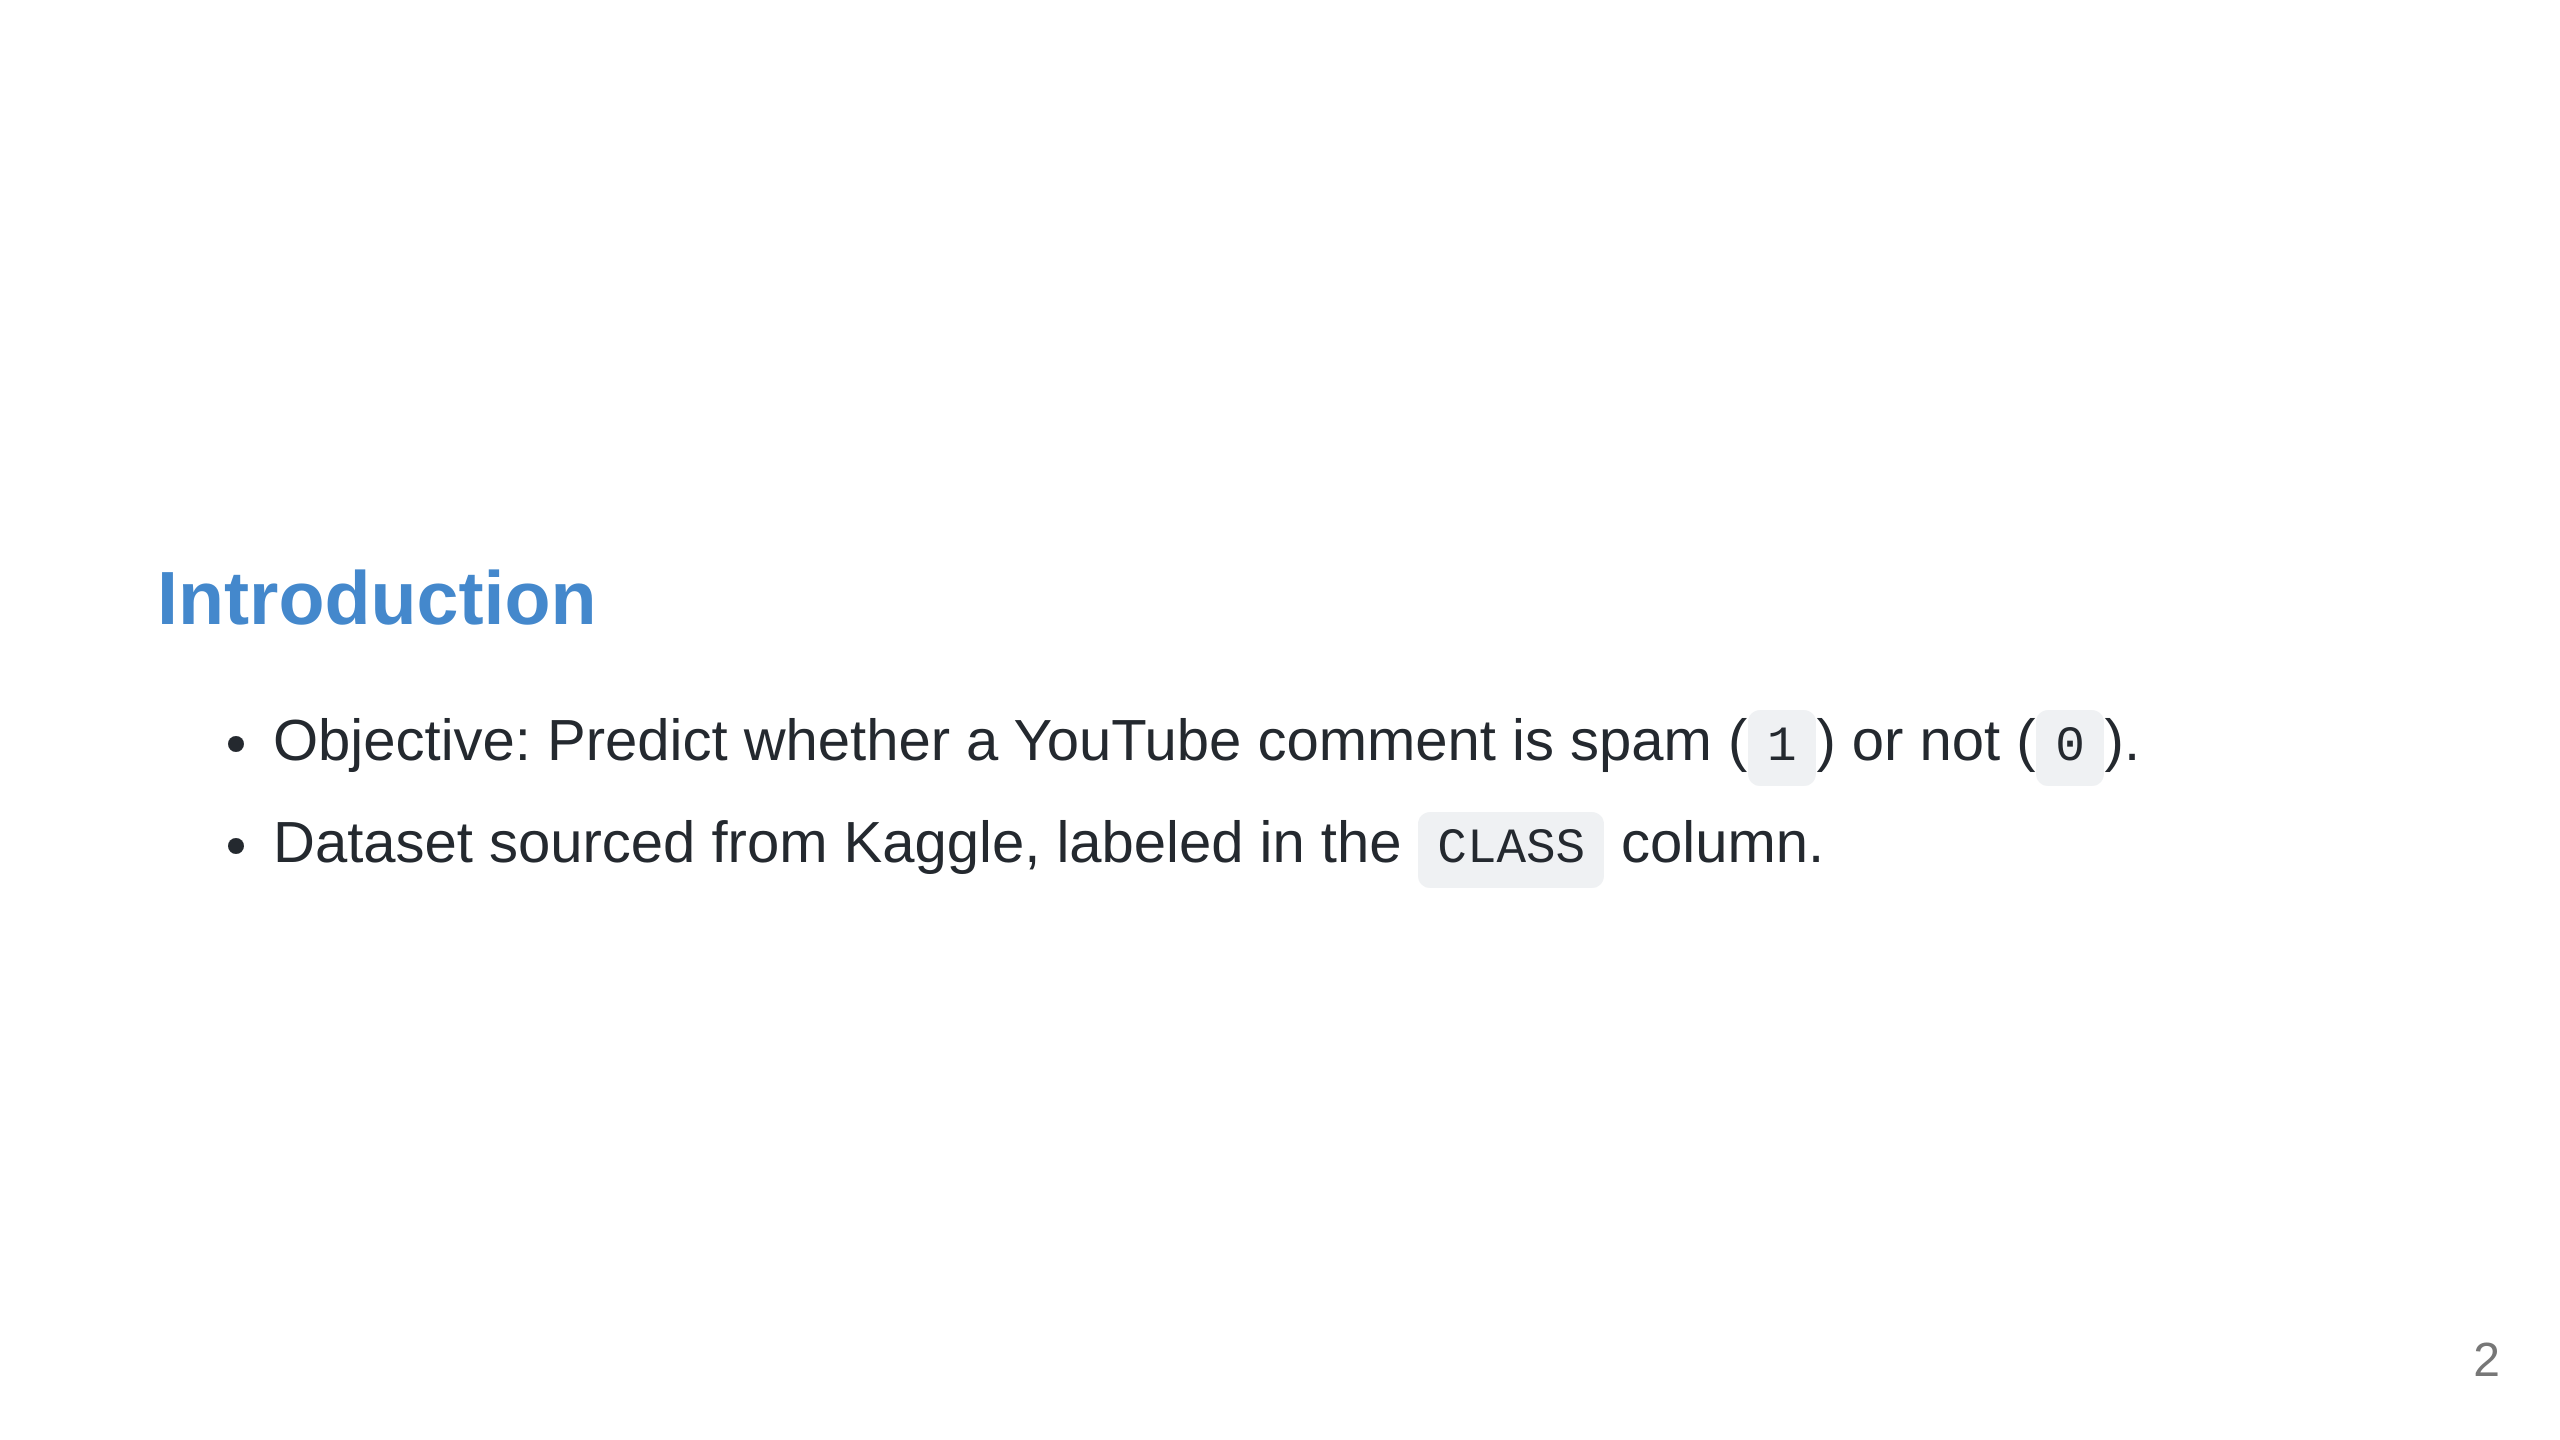 Introduction
• Objective: Predict whether a YouTube comment is spam (1) or not (0).
• Dataset sourced from Kaggle, labeled in the CLASS column.
2